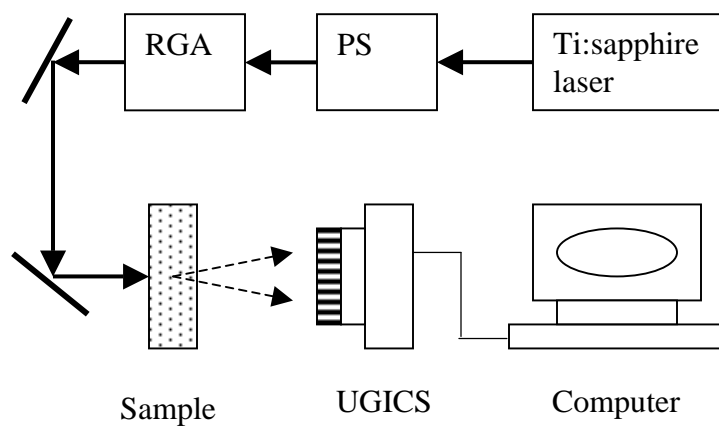 RGA
PS
Ti:sapphire
laser
Sample
UGICS
Computer